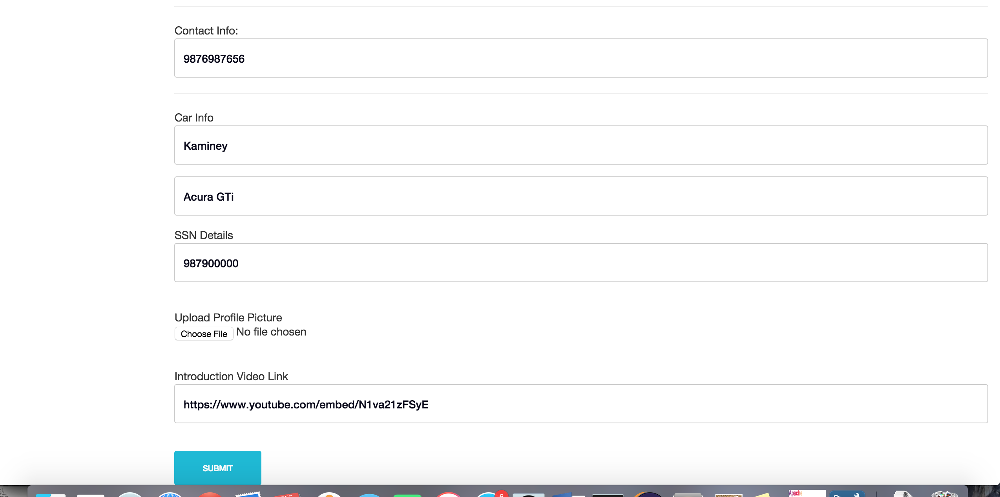 Contact Info:
9876987656
Car Info
Kaminey
Acura GTi
SSN Details
987900000
Upload Profile Picture
Choose File No file chosen
Introduction Video Link
https://www.youtube.com/embed/N1va21zFSyE
SUBMIT
6
Apache